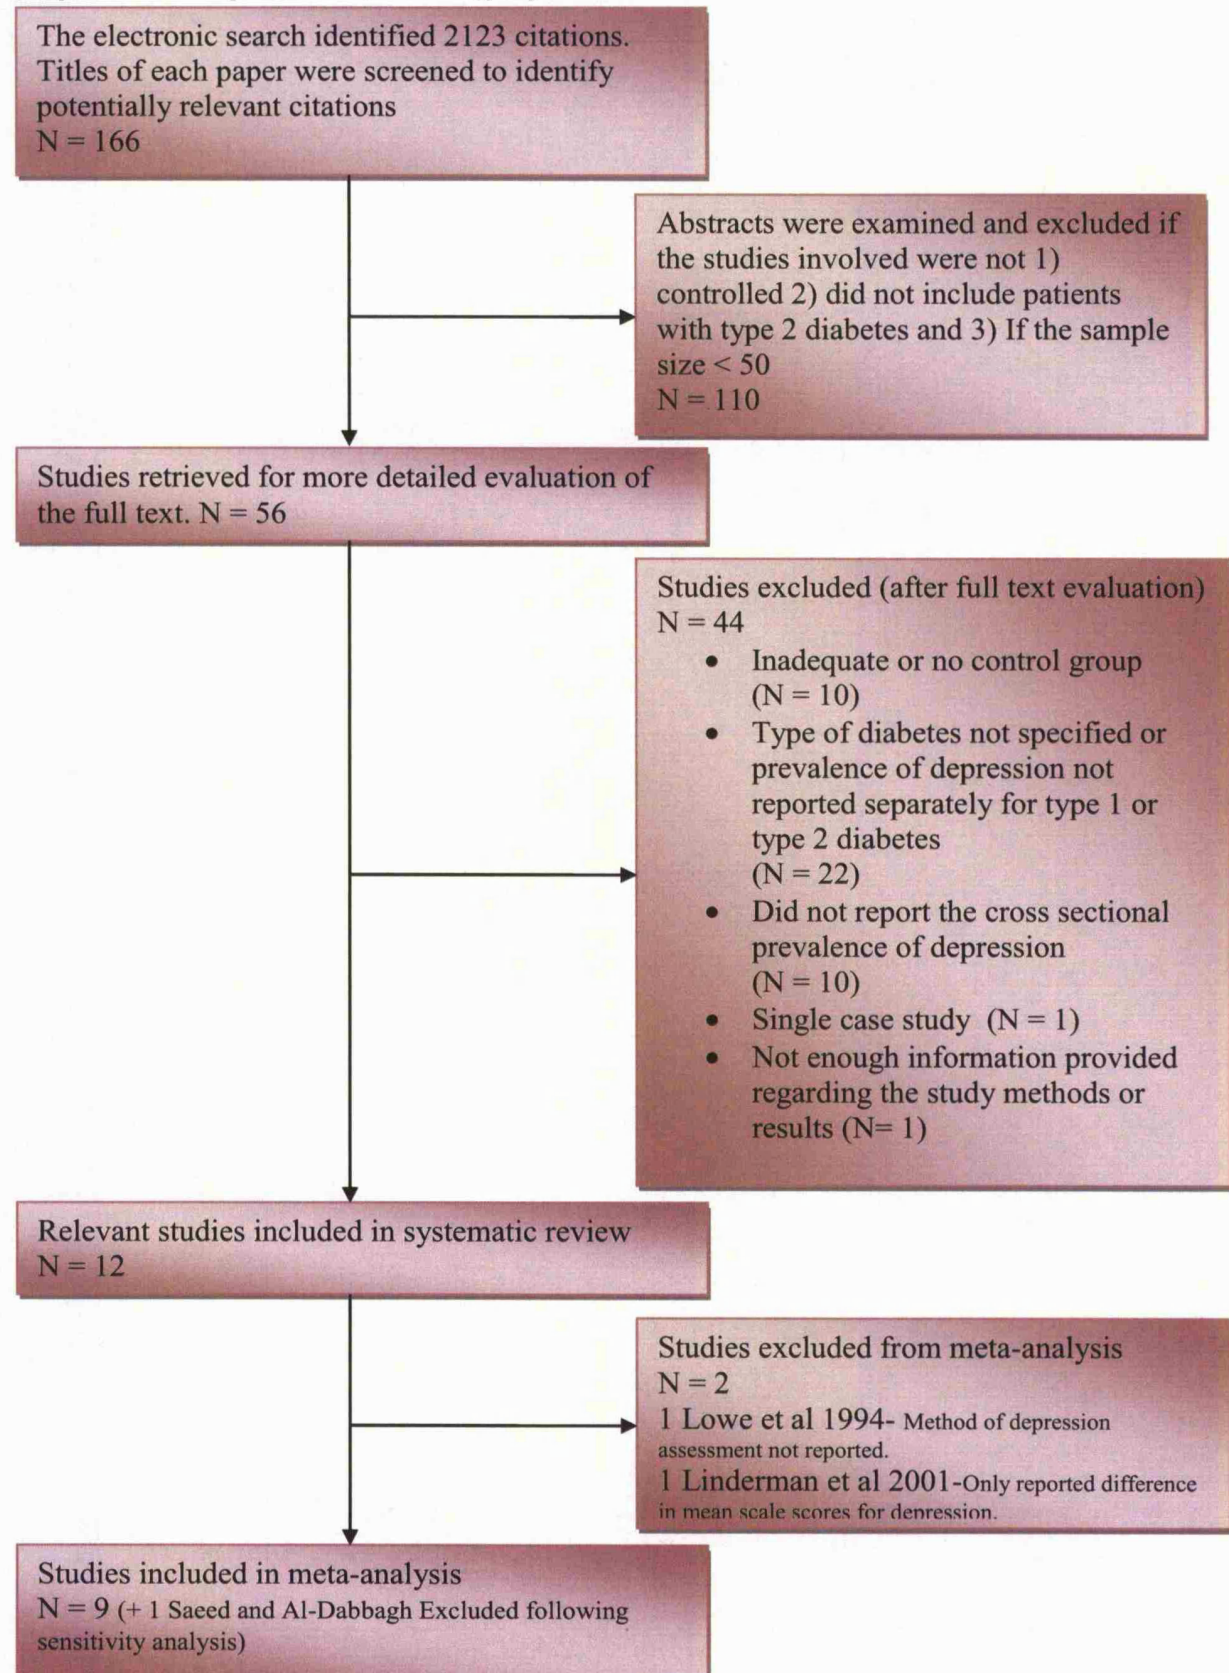 The electronic search identified 2123 citations.
Titles of each paper were screened to identify
potentially relevant citations
N = 166
Abstracts were examined and excluded if
the studies involved were not 1)
controlled 2) did not include patients
with type 2 diabetes and 3) If the sample
size < 50
N = 110
Studies retrieved for more detailed evaluation of
the full text. N = 56
Studies excluded (after full text evaluation)
N = 44
• Inadequate or no control group
(N = 10)
• Type of diabetes not specified or
prevalence of depression not
reported separately for type 1 or
type 2 diabetes
(N = 22)
• Did not report the cross sectional
prevalence of depression
(N = 10)
• Single case study (N = 1)
• Not enough information provided
regarding the study methods or
results (N= 1)
Relevant studies included in systematic review
N = 12
Studies excluded from meta-analysis
N = 2
1 Lowe et al 1994- Method of depression
assessment not reported.
1 Linderman et al 2001-Only reported difference
in mean scale scores for depression.
Studies included in meta-analysis
N = 9 (+ 1 Saeed and Al-Dabbagh Excluded following
sensitivity analysis)